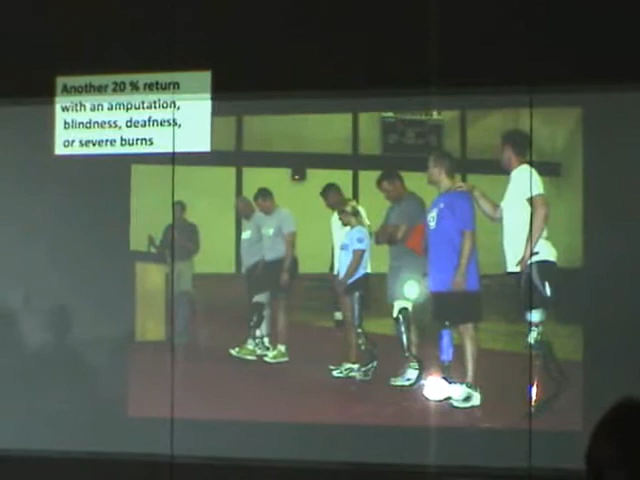 Another 20 % return
with an amputation,
blindness, deafness,
or severe burns